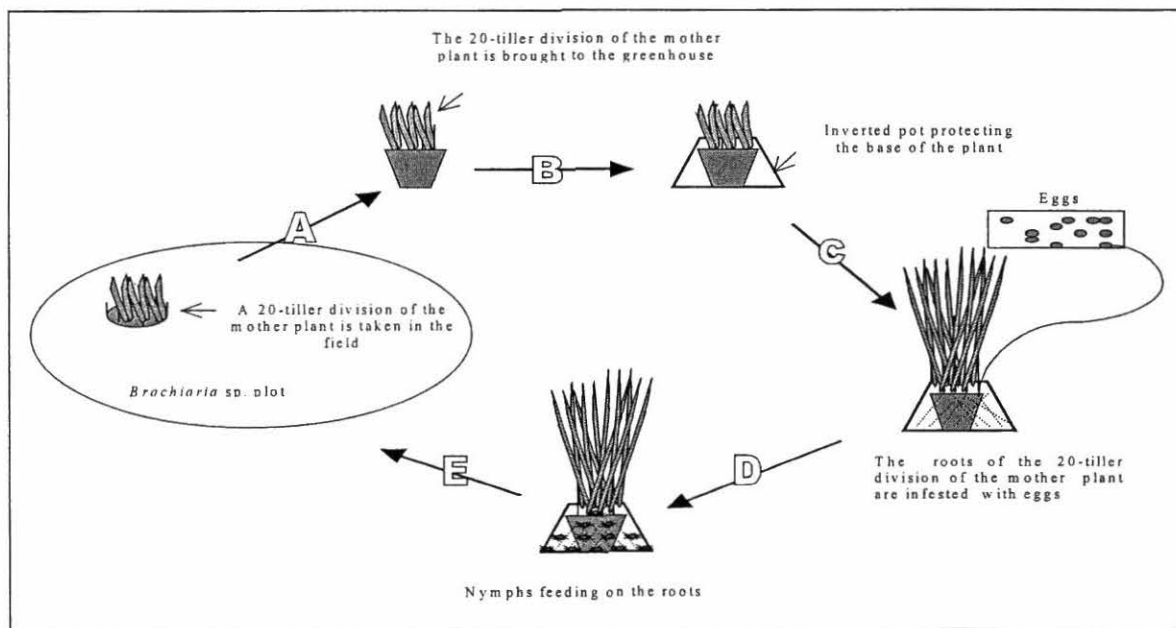 The 20-tiller division of the mother
plant is brought to the greenhouse
Inverted pot protecting
the base of the plant
B
Eggs
A
C
A 20-tiller division of the
mother plant is taken in the
field
Brachiaria sp. plot
E
D
The roots of the 20-tiller
division of the mother plant
are infested with eggs
Nymphs feeding on the roots